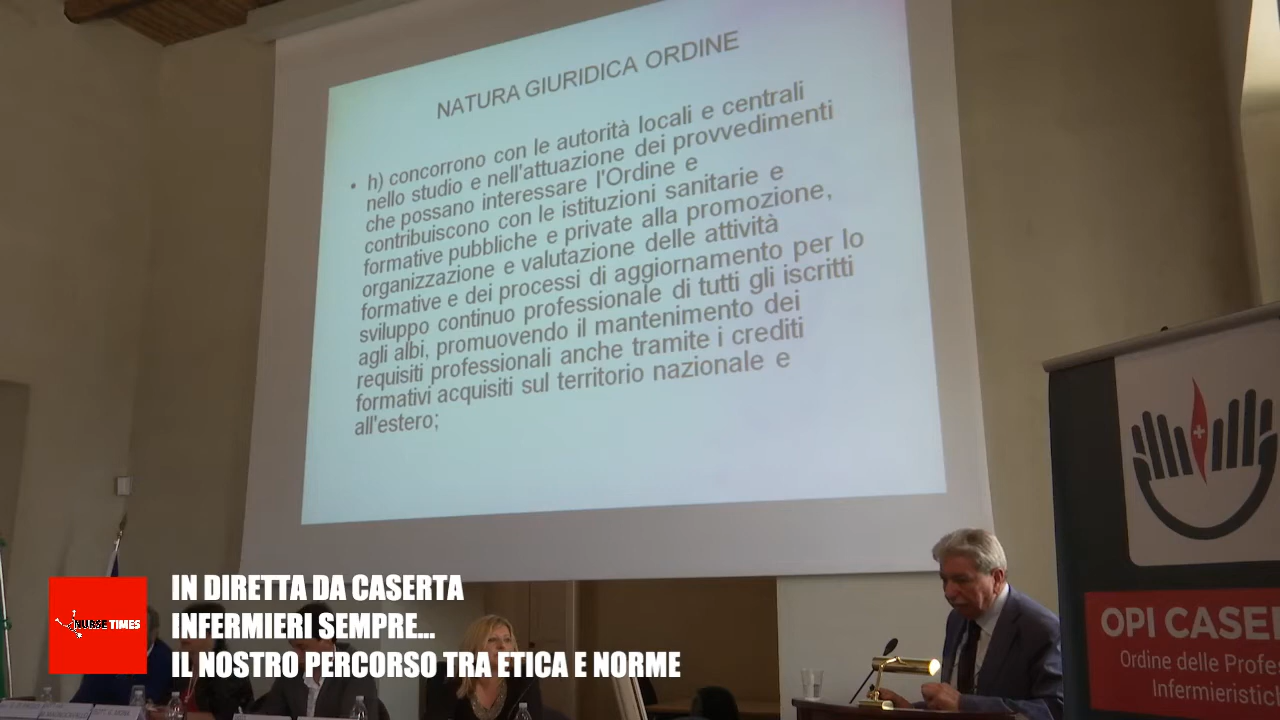 NATURA GIURIDICA ORDINE
• h) concorrono con le autorità locali e centrali
nello studio e nell'attuazione dei provvedimenti
che possano interessare l'Ordine e
contribuiscono con le istituzioni sanitarie e
formative pubbliche e private alla promozione,
organizzazione e valutazione delle attività
formative e dei processi di aggiornamento per lo
sviluppo continuo professionale di tutti gli iscritti
agli albi, promuovendo il mantenimento dei
requisiti professionali anche tramite i crediti
formativi acquisiti sul territorio nazionale e
all'estero;
OPI CASE
Ordine delle Profe
Infermieristic
NURSE TIMES
IN DIRETTA DA CASERTA
INFERMIERI SEMPRE...
IL NOSTRO PERCORSO TRA ETICA E NORME